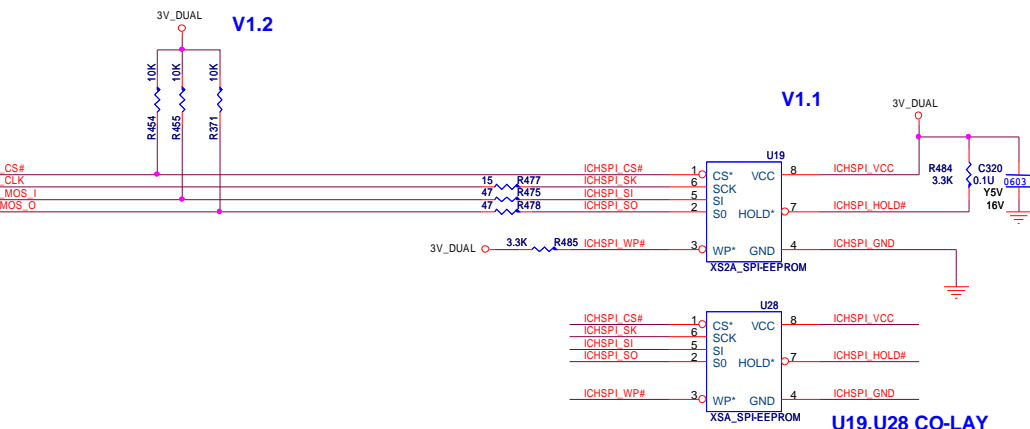 3V_DUAL
V1.2
10K
10K
10K
R454
R455
R371
V1.1
3V_DUAL
U19
_CS#
_CLK
_MOS_I
MOS_O
15 R477
47 R475
47 R478
ICHSPI_CS#
ICHSPI_SK
ICHSPI_SI
ICHSPI_SO
1
6
5
2
CS* VCC
SCK
SI
S0 HOLD*
8
7
ICHSPI_VCC
ICHSPI_HOLD#
R484
3.3K
C320
0.1U
0603
Y5V
16V
3V_DUAL
3.3K R485
ICHSPI_WP#
3
WP* GND
4
ICHSPI_GND
XS2A_SPI-EEPROM
U28
ICHSPI_CS#
ICHSPI_SK
ICHSPI_SI
ICHSPI_SO
1
6
5
2
CS* VCC
SCK
SI
S0 HOLD*
8
7
ICHSPI_VCC
ICHSPI_HOLD#
ICHSPI_WP#
3
WP* GND
4
ICHSPI_GND
XSA_SPI-EEPROM
U19,U28 CO-LAY